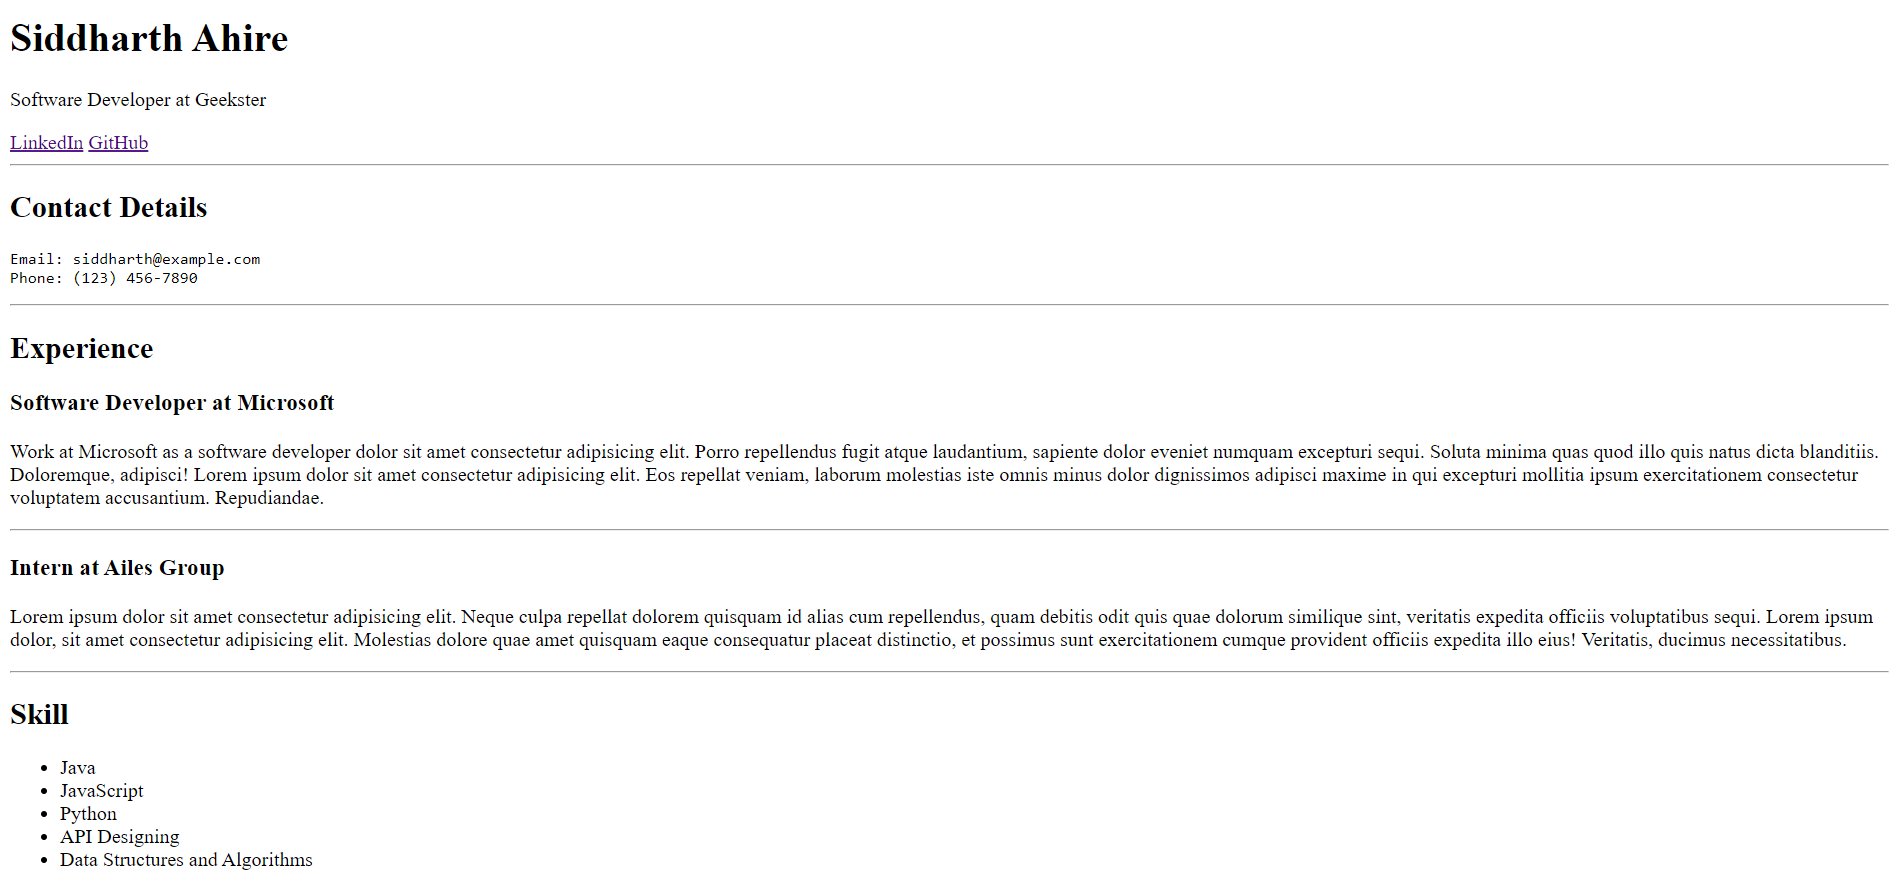 Siddharth Ahire
Software Developer at Geekster
LinkedIn GitHub
Contact Details
Email: siddharth@example.com
Phone: (123) 456-7890
Experience
Software Developer at Microsoft
Work at Microsoft as a software developer dolor sit amet consectetur adipisicing elit. Porro repellendus fugit atque laudantium, sapiente dolor eveniet numquam excepturi sequi. Soluta minima quas quod illo quis natus dicta blanditiis.
Doloremque, adipisci! Lorem ipsum dolor sit amet consectetur adipisicing elit. Eos repellat veniam, laborum molestias iste omnis minus dolor dignissimos adipisci maxime in qui excepturi mollitia ipsum exercitationem consectetur
voluptatem accusantium. Repudiandae.
Intern at Ailes Group
Lorem ipsum dolor sit amet consectetur adipisicing elit. Neque culpa repellat dolorem quisquam id alias cum repellendus, quam debitis odit quis quae dolorum similique sint, veritatis expedita officiis voluptatibus sequi. Lorem ipsum
dolor, sit amet consectetur adipisicing elit. Molestias dolore quae amet quisquam eaque consequatur placeat distinctio, et possimus sunt exercitationem cumque provident officiis expedita illo eius! Veritatis, ducimus necessitatibus.
Skill
• Java
• JavaScript
• Python
• API Designing
• Data Structures and Algorithms